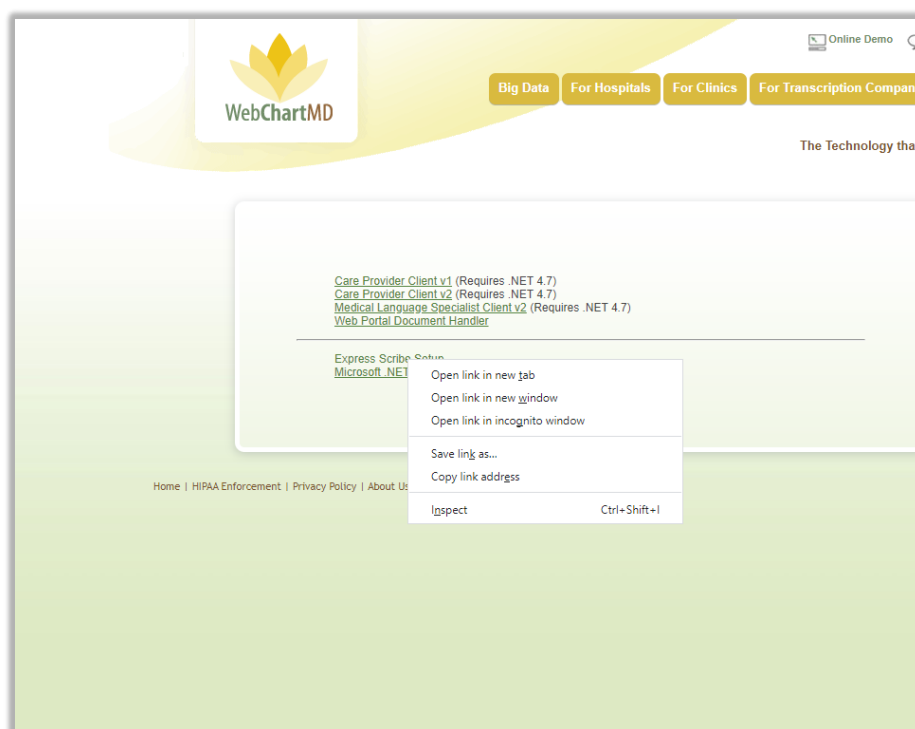 Online Demo
WebChartMD
Big Data For Hospitals For Clinics For Transcription Compan
The Technology tha
Care Provider Client v1 (Requires .NET 4.7)
Care Provider Client v2 (Requires .NET 4.7)
Medical Language Specialist Client v2 (Requires .NET 4.7)
Web Portal Document Handler
Express Scribe Setup
Microsoft .NET
Open link in new tab
Open link in new window
Open link in incognito window
Save link as...
Copy link address
Inspect Ctrl+Shift+I
Home | HIPAA Enforcement | Privacy Policy | About Us